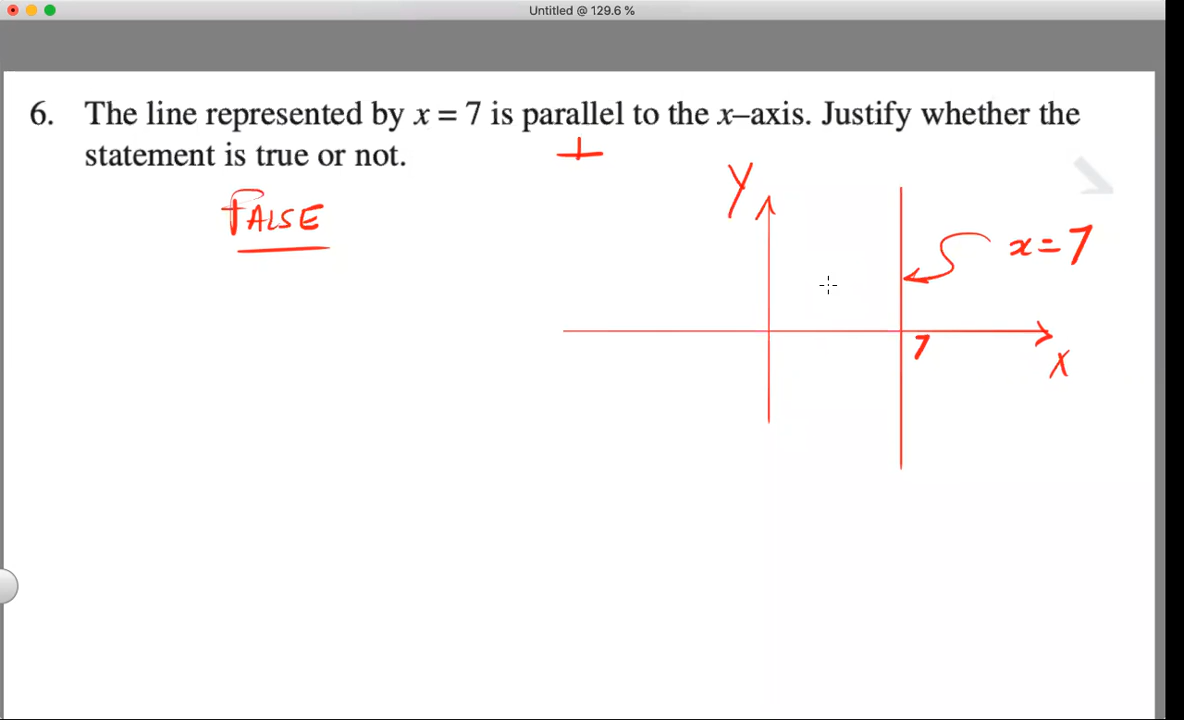 Untitled @ 129.6 %
6. The line represented by x = 7 is parallel to the x–axis. Justify whether the
statement is true or not.
FALSE
Y
x=7
7
X